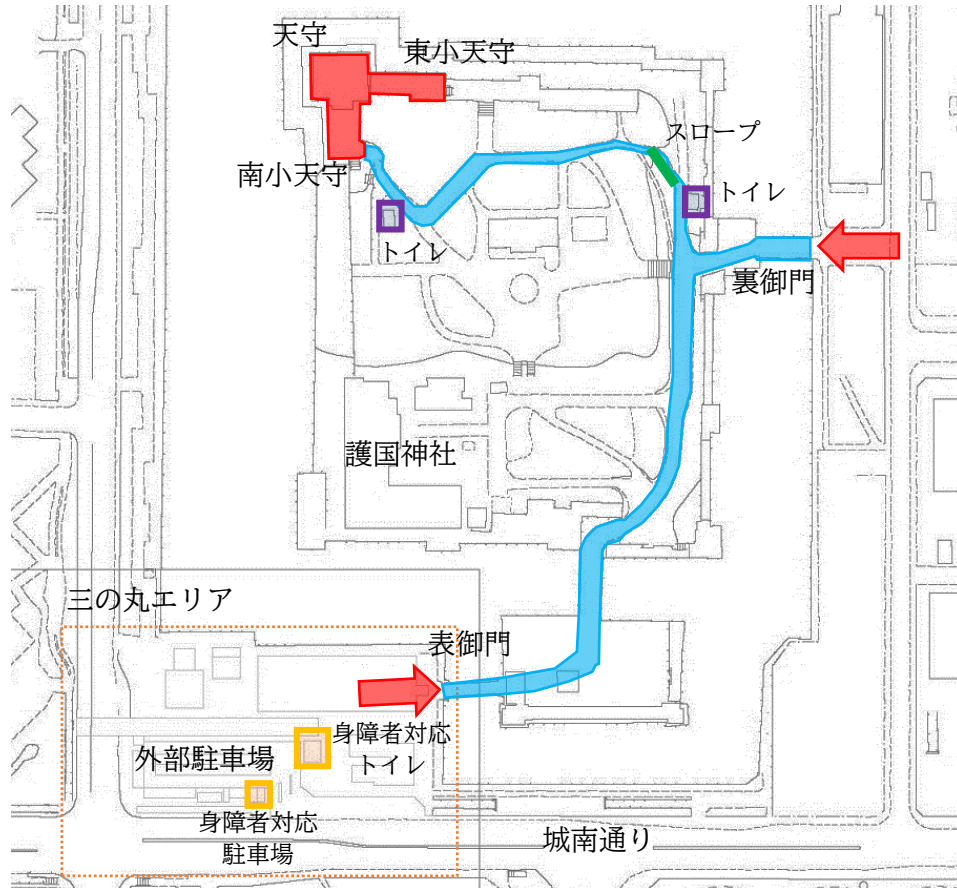 天守
東小天守
スロープ
南小天守
トイレ
トイレ
裏御門
護国神社
三の丸エリア
表御門
身障者対応
トイレ
外部駐車場
身障者対応
駐車場
城南通り